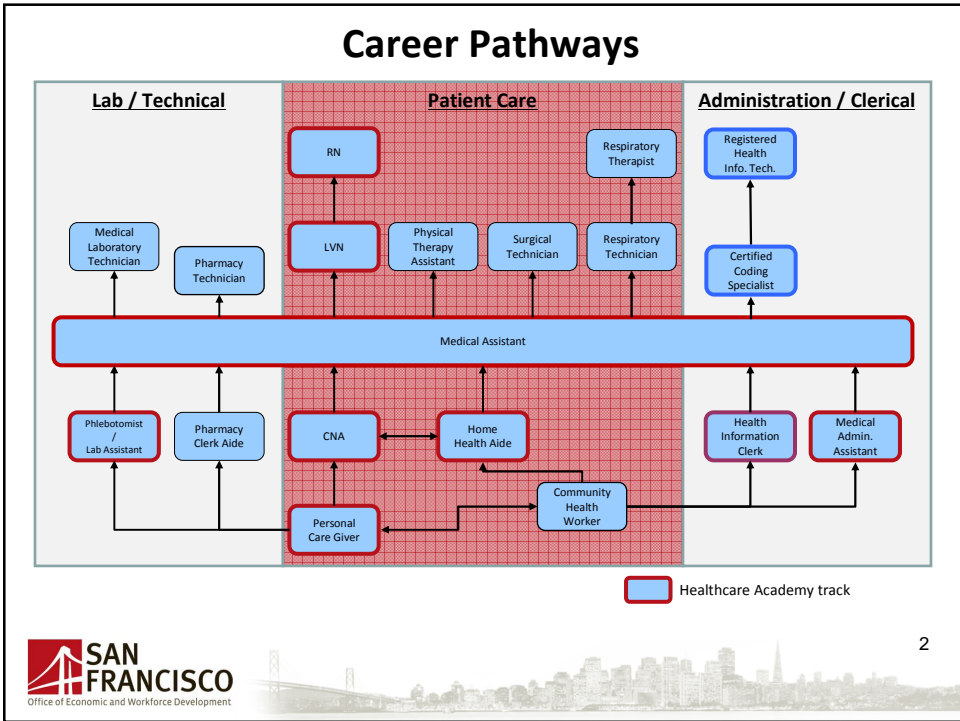 Career Pathways
Lab / Technical
Patient Care
Administration / Clerical
RN
Respiratory
Therapist
Registered
Health
Info. Tech.
Medical
Laboratory
Technician
Pharmacy
Technician
LVN
Physical
Therapy
Assistant
Surgical
Technician
Respiratory
Technician
Certified
Coding
Specialist
Medical Assistant
Phlebotomist
/
Lab Assistant
Pharmacy
Clerk Aide
CNA
Home
Health Aide
Health
Information
Clerk
Medical
Admin.
Assistant
Personal
Care Giver
Community
Health
Worker
Healthcare Academy track
SAN
FRANCISCO
Office of Economic and Workforce Development
2